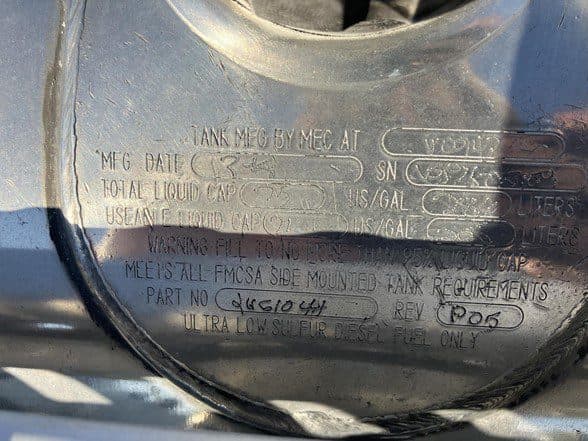 TANK MFG BY MEC AT
MFG DATE SN
TOTAL LIQUID CAP US/GAL LITERS
USEABLE LIQUID CAP US/GAL LITERS
WARNING FILL TO NO MORE THAN 95% LIQUID CAP
MEETS ALL FMCSA SIDE MOUNTED TANK REQUIREMENTS
PART NO REV P05
ULTRA LOW SULFUR DIESEL FUEL ONLY